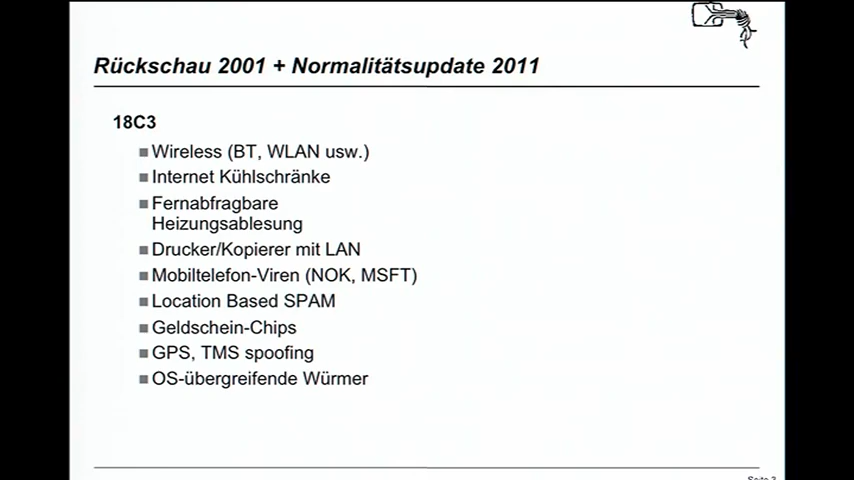 Rückschau 2001 + Normalitätsupdate 2011
18C3
Wireless (BT, WLAN usw.)
Internet Kühlschränke
Fernabfragbare
Heizungsablesung
Drucker/Kopierer mit LAN
Mobiltelefon-Viren (NOK, MSFT)
Location Based SPAM
Geldschein-Chips
GPS, TMS spoofing
OS-übergreifende Würmer